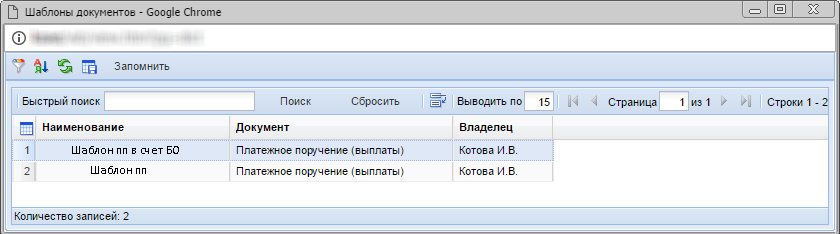 Шаблоны документов - Google Chrome
Запомнить
Быстрый поиск Поиск Сбросить Выводить по 15 Страница 1 из 1 Строки 1 - 2
Наименование Документ Владелец
1 Шаблон пп в счет БО Платежное поручение (выплаты) Котова И.В.
2 Шаблон пп Платежное поручение (выплаты) Котова И.В.
Количество записей: 2